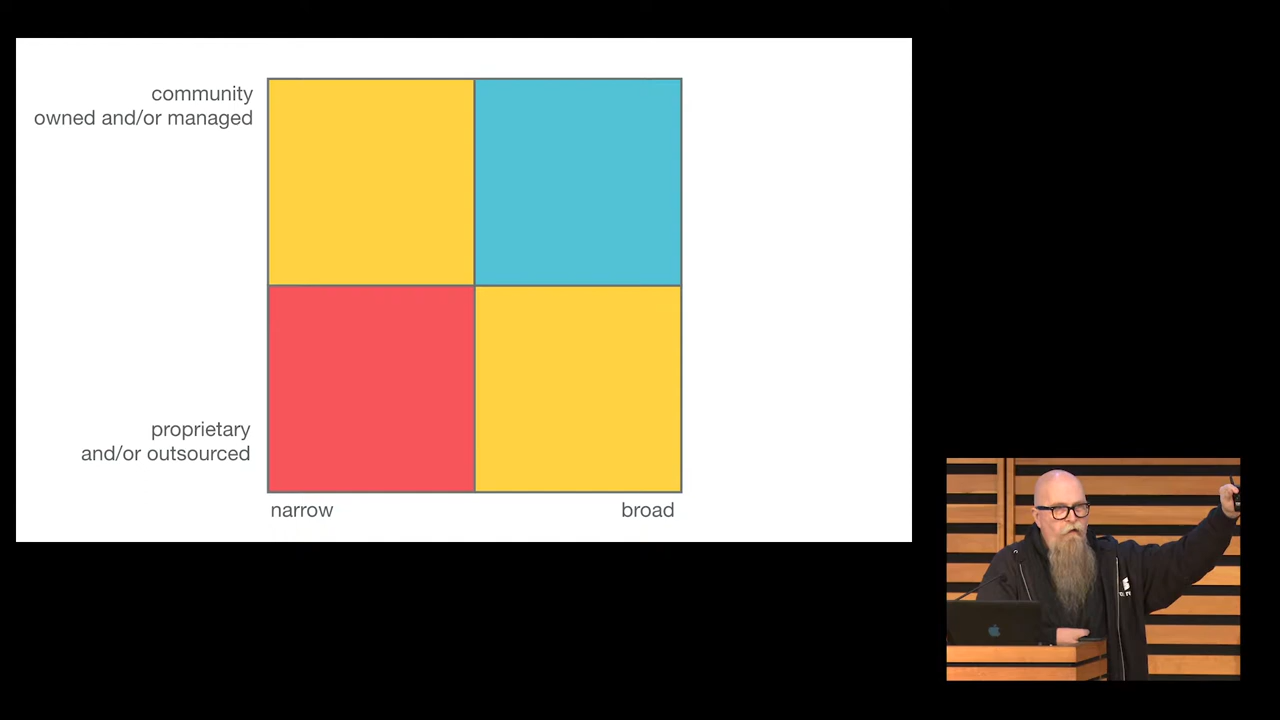 community
owned and/or managed
proprietary
and/or outsourced
narrow
broad